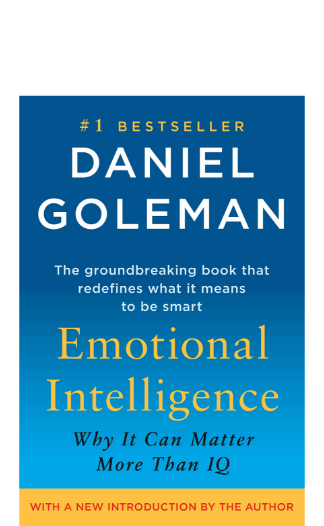 #1 BESTSELLER
DANIEL
GOLEMAN
The groundbreaking book that
redefines what it means
to be smart
Emotional
Intelligence
Why It Can Matter
More Than IQ
WITH A NEW INTRODUCTION BY THE AUTHOR